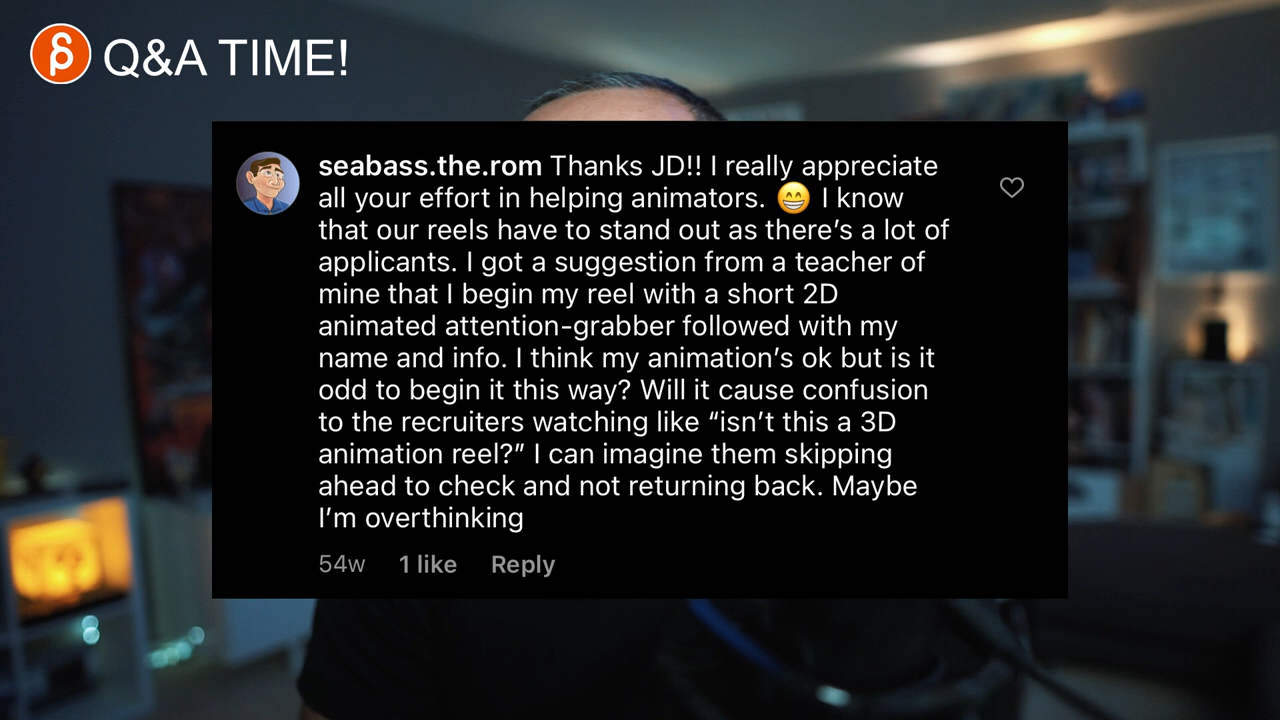 Q&A TIME!
seabass.the.rom Thanks JD!! I really appreciate
all your effort in helping animators. 😁 I know
that our reels have to stand out as there’s a lot of
applicants. I got a suggestion from a teacher of
mine that I begin my reel with a short 2D
animated attention-grabber followed with my
name and info. I think my animation’s ok but is it
odd to begin it this way? Will it cause confusion
to the recruiters watching like “isn’t this a 3D
animation reel?” I can imagine them skipping
ahead to check and not returning back. Maybe
I’m overthinking
54w 1 like Reply